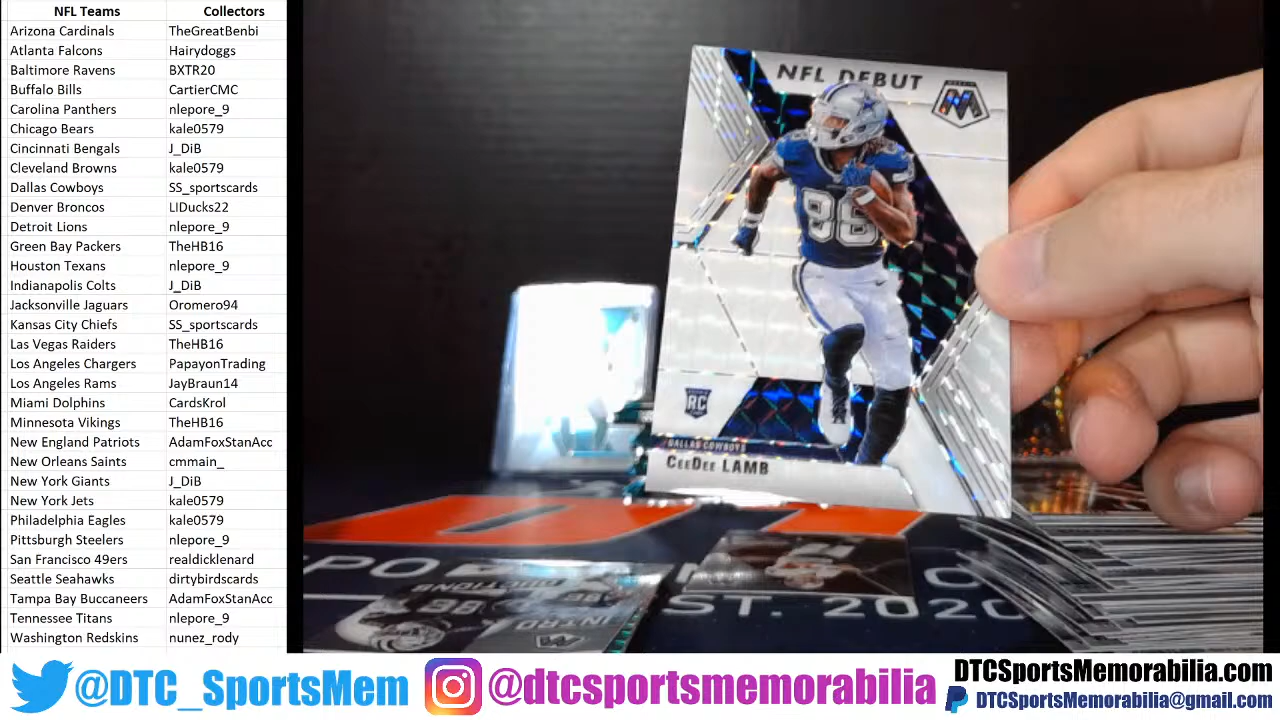 NFL Teams Collectors
Arizona Cardinals TheGreatBenbi
Atlanta Falcons Hairydoggs
Baltimore Ravens BXTR20
Buffalo Bills CartierCMC
Carolina Panthers nlepore_9
Chicago Bears kale0579
Cincinnati Bengals J_DiB
Cleveland Browns kale0579
Dallas Cowboys SS_sportscards
Denver Broncos LIDucks22
Detroit Lions nlepore_9
Green Bay Packers TheHB16
Houston Texans nlepore_9
Indianapolis Colts J_DiB
Jacksonville Jaguars Oromero94
Kansas City Chiefs SS_sportscards
Las Vegas Raiders TheHB16
Los Angeles Chargers PapayonTrading
Los Angeles Rams JayBraun14
Miami Dolphins CardsKrol
Minnesota Vikings TheHB16
New England Patriots AdamFoxStanAcc
New Orleans Saints cmmain_
New York Giants J_DiB
New York Jets kale0579
Philadelphia Eagles kale0579
Pittsburgh Steelers nlepore_9
San Francisco 49ers realdicklenard
Seattle Seahawks dirtybirdscards
Tampa Bay Buccaneers AdamFoxStanAcc
Tennessee Titans nlepore_9
Washington Redskins nunez_rody
NFL DEBUT
88
RC
DALLAS COWBOYS
CeeDee LAMB
INTRO
ST. 2020
@DTC_SportsMem
@dtcsportsmemorabilia
DTCSportsMemorabilia.com
DTCSportsMemorabilia@gmail.com